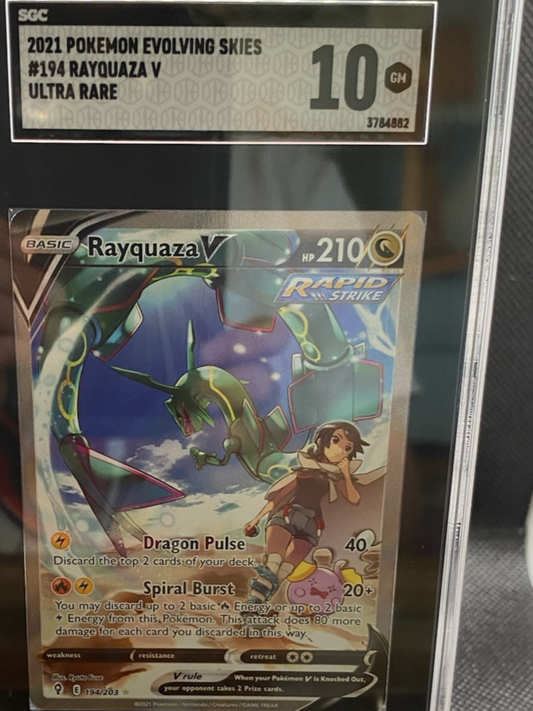 SGC
2021 POKEMON EVOLVING SKIES
#194 RAYQUAZA V
ULTRA RARE
10 GM
3784882
BASIC Rayquaza V HP 210
RAPID
STRIKE
Dragon Pulse 40
Discard the top 2 cards of your deck.
Spiral Burst 20+
You may discard up to 2 basic Energy or up to 2 basic
Energy from this Pokémon. This attack does 80 more
damage for each card you discarded in this way.
weakness resistance retreat
Illus. Ryuta Fuse
E 194/203
V rule When your Pokémon V is Knocked Out,
your opponent takes 2 Prize cards.
©2021 Pokémon / Nintendo / Creatures / GAME FREAK